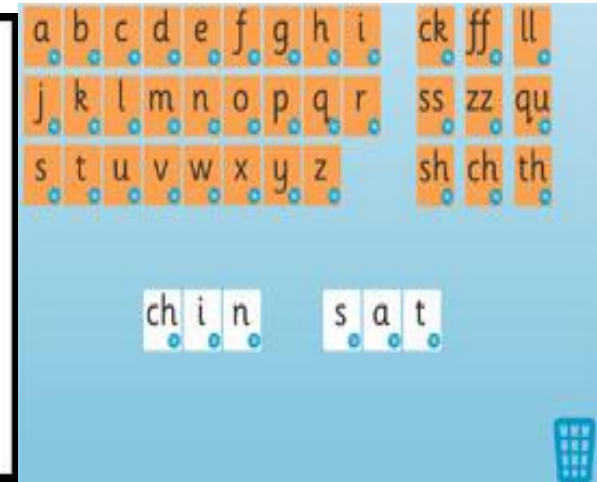 a b c d e f g h i ck ff ll
j k l m n o p q r ss zz qu
s t u v w x y z sh ch th
ch i n s a t